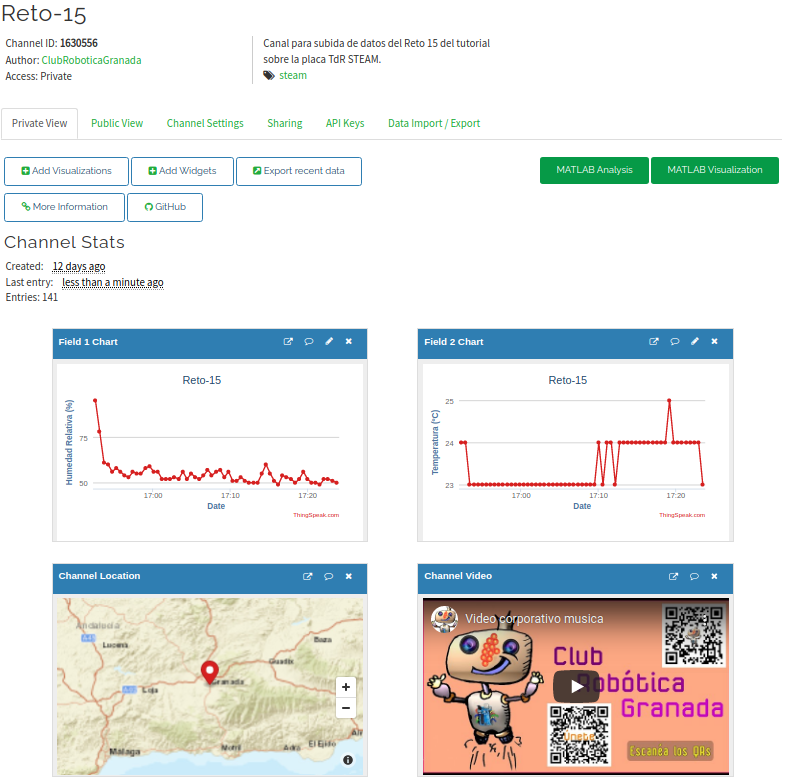 Reto-15
Channel ID: 1630556
Author: ClubRoboticaGranada
Access: Private
Canal para subida de datos del Reto 15 del tutorial
sobre la placa TdR STEAM.
steam
Private View
Public View
Channel Settings
Sharing
API Keys
Data Import / Export
Add Visualizations
Add Widgets
Export recent data
MATLAB Analysis
MATLAB Visualization
More Information
GitHub
Channel Stats
Created: 12 days ago
Last entry: less than a minute ago
Entries: 141
Field 1 Chart
Reto-15
Humedad Relativa (%)
75
50
17:00
17:10
17:20
Date
ThingSpeak.com
Field 2 Chart
Reto-15
Temperatura (ºC)
25
24
23
17:00
17:10
17:20
Date
ThingSpeak.com
Channel Location
Andalucía
Lucena
Baza
Guadix
Granada
Loja
Málaga
Motril
Adra
El Ejido
+
−
Channel Video
Video corporativo musica
Club
Robótica
Granada
Únete
Escanéa los QRs